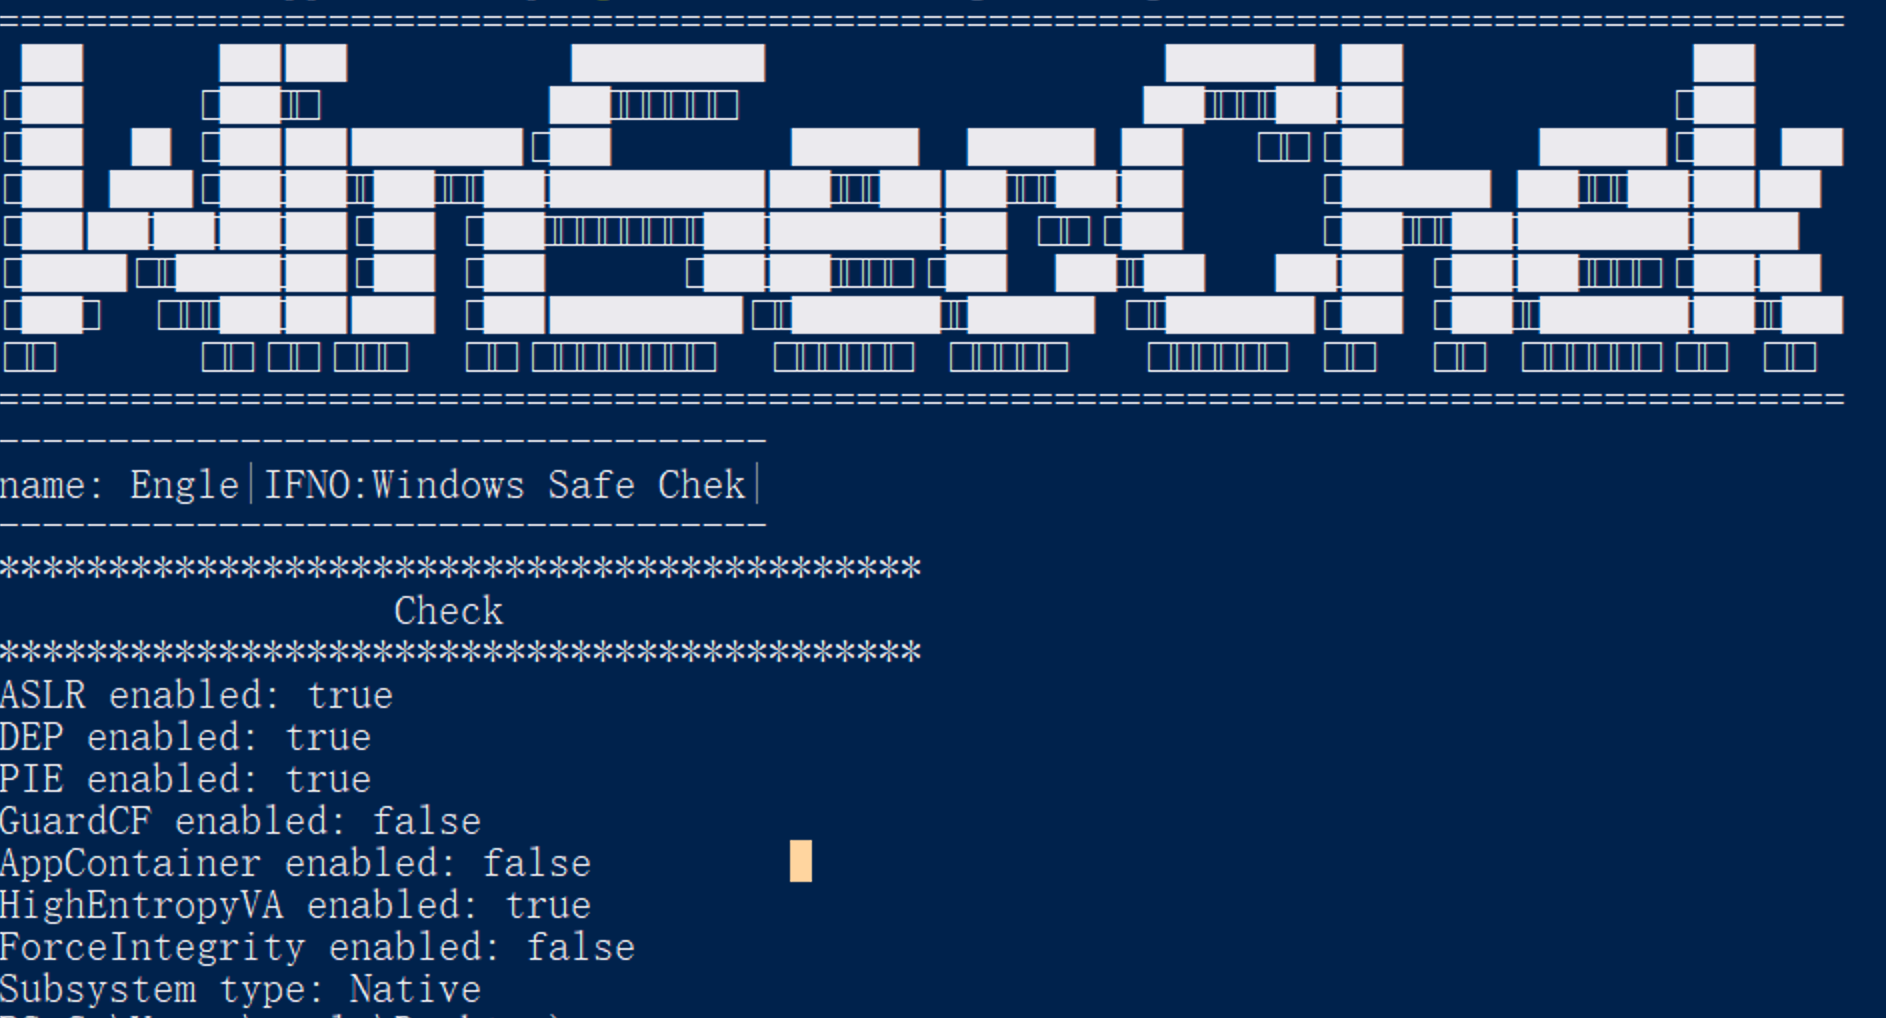 WinSecCheck
name: Engle|IFNO:Windows Safe Chek|
Check
ASLR enabled: true
DEP enabled: true
PIE enabled: true
GuardCF enabled: false
AppContainer enabled: false
HighEntropyVA enabled: true
ForceIntegrity enabled: false
Subsystem type: Native